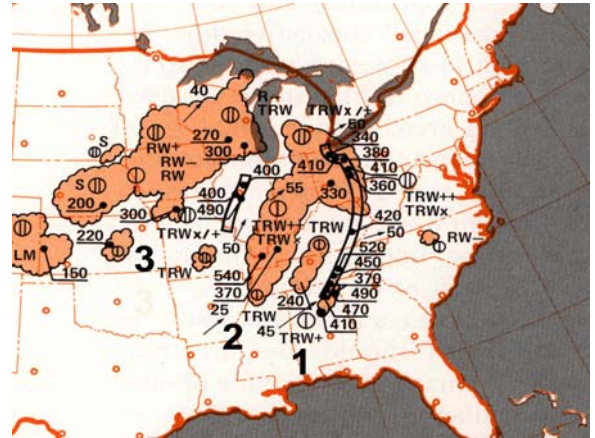 40
R-
TRW
TRWx/+
50
340
S
RW+
270
380
RW-
300
410
410
S
RW
400
360
55
330
TRW++
TRWx
200
400
300
490
TRW++
TRW
420
50
RW-
220
TRWx/+
50
TRWx
520
LM
3
450
150
TRW
540
370
370
240
490
25
TRW
470
45
410
2
TRW+
1